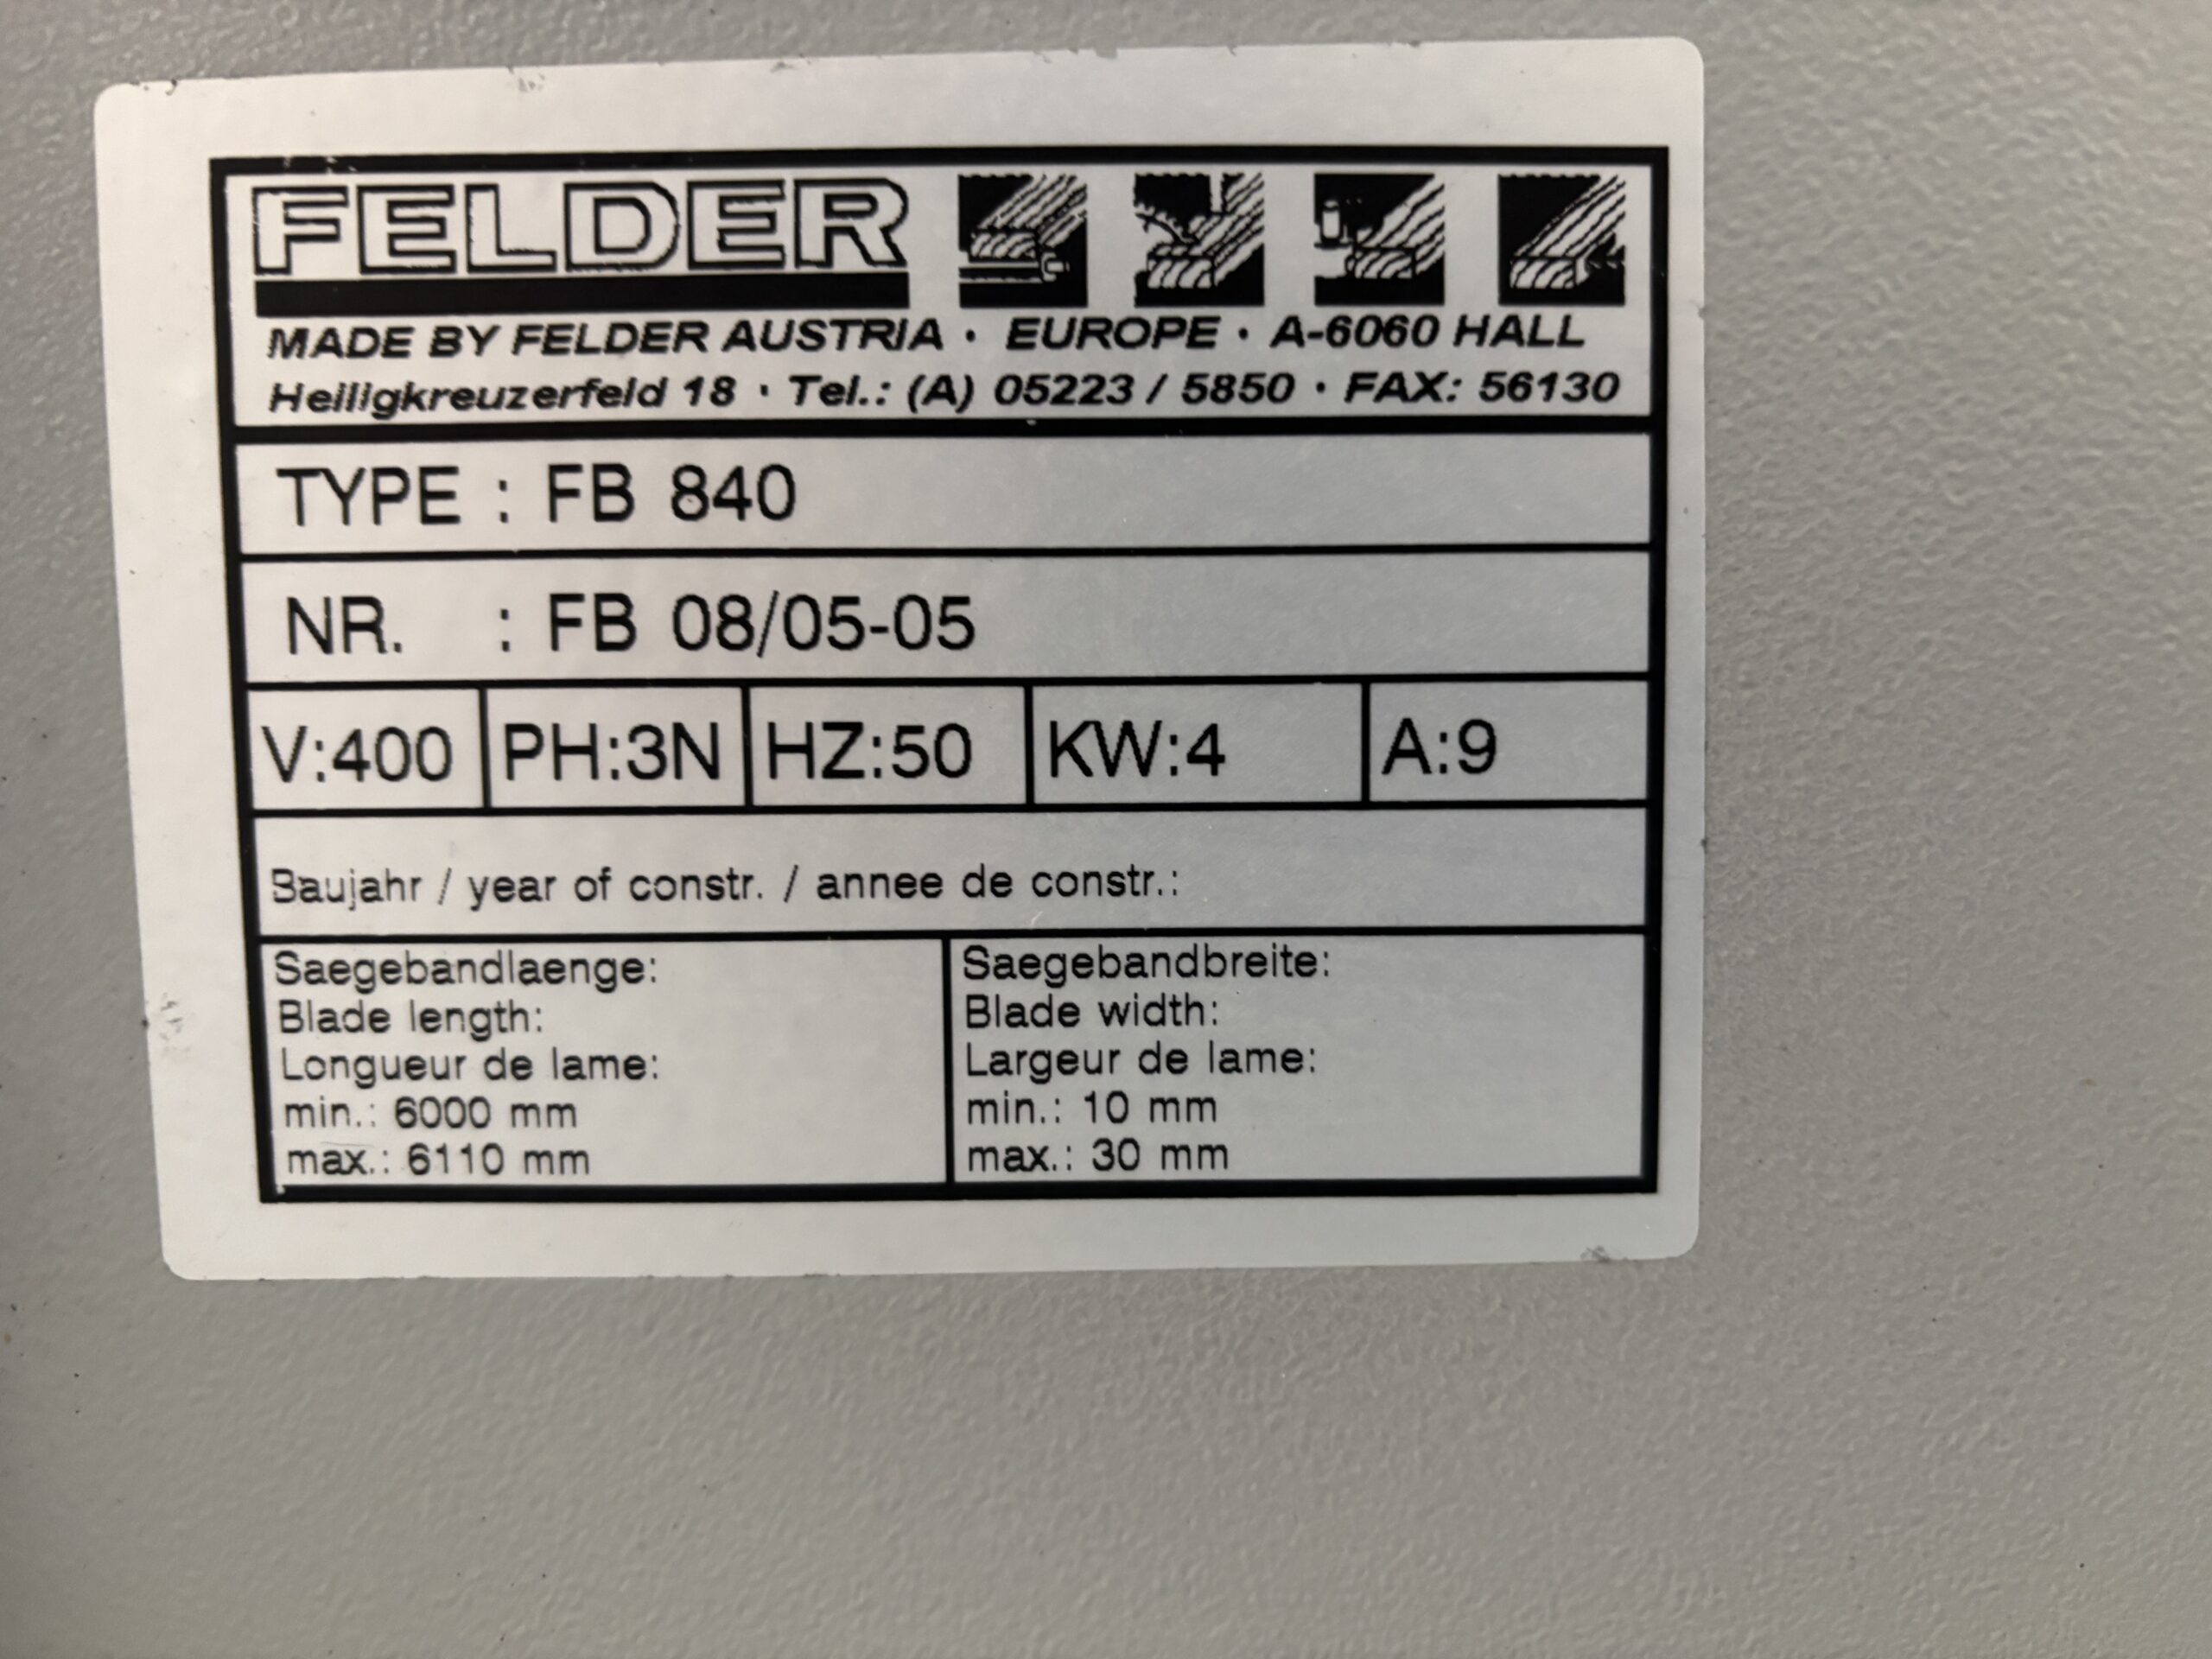 FELDER
MADE BY FELDER AUSTRIA · EUROPE · A-6060 HALL
Heiligkreuzerfeld 18 · Tel.: (A) 05223 / 5850 · FAX: 56130
TYPE : FB 840
NR. : FB 08/05-05
V:400 PH:3N HZ:50 KW:4 A:9
Baujahr / year of constr. / annee de constr.:
Saegebandlaenge:
Blade length:
Longueur de lame:
min.: 6000 mm
max.: 6110 mm
Saegebandbreite:
Blade width:
Largeur de lame:
min.: 10 mm
max.: 30 mm